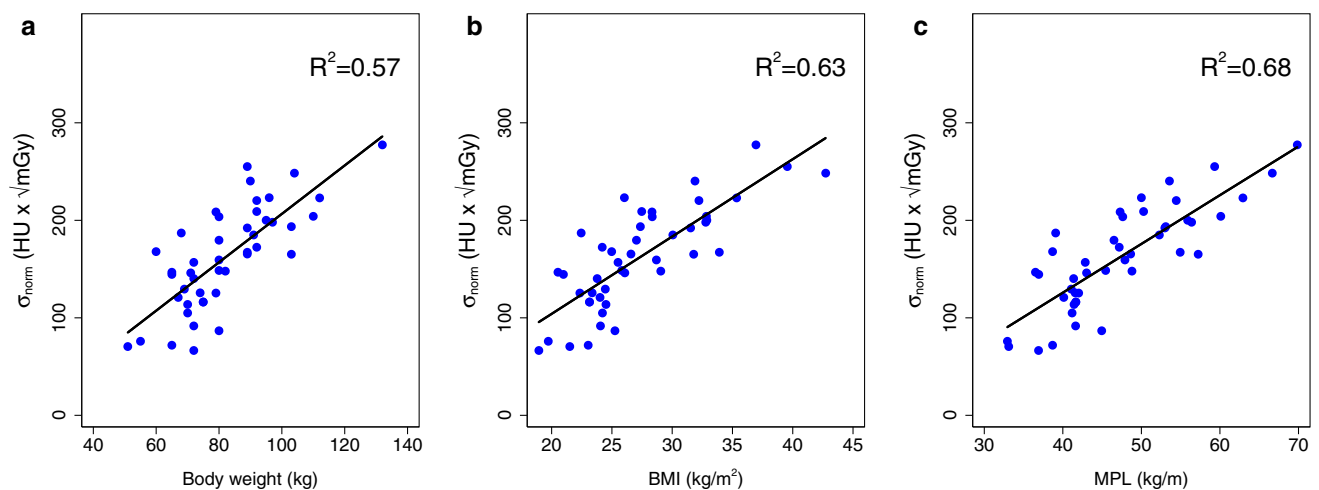 a
R²=0.57
σnorm (HU x √mGy)
0
100
200
300
40 60 80 100 120 140
Body weight (kg)
b
R²=0.63
σnorm (HU x √mGy)
0
100
200
300
20 25 30 35 40 45
BMI (kg/m²)
c
R²=0.68
σnorm (HU x √mGy)
0
100
200
300
30 40 50 60 70
MPL (kg/m)